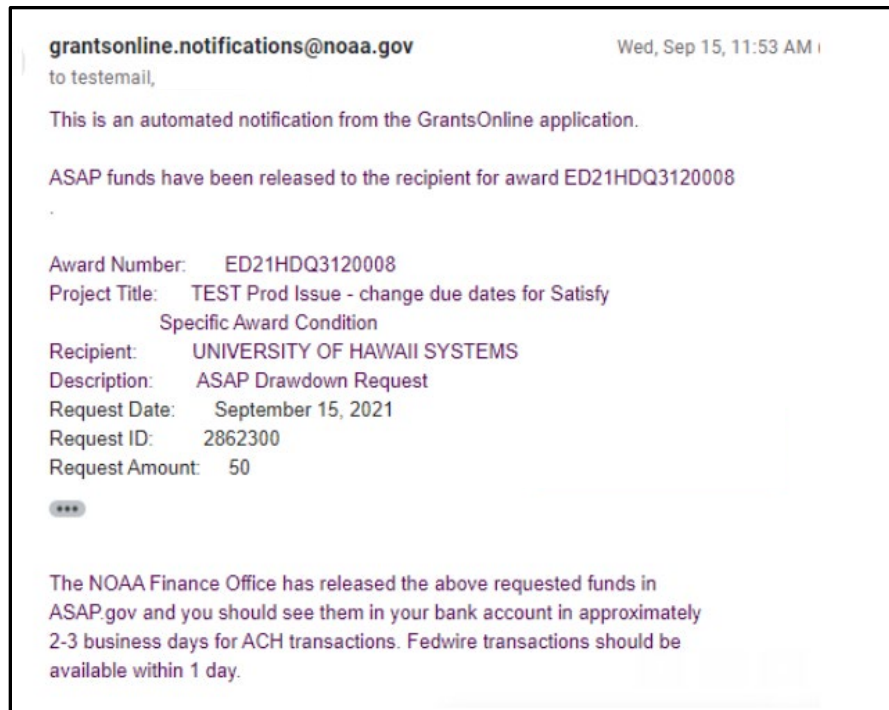 grantsonline.notifications@noaa.gov Wed, Sep 15, 11:53 AM
to testemail,
This is an automated notification from the GrantsOnline application.
ASAP funds have been released to the recipient for award ED21HDQ3120008
.
Award Number: ED21HDQ3120008
Project Title: TEST Prod Issue - change due dates for Satisfy
Specific Award Condition
Recipient: UNIVERSITY OF HAWAII SYSTEMS
Description: ASAP Drawdown Request
Request Date: September 15, 2021
Request ID: 2862300
Request Amount: 50
The NOAA Finance Office has released the above requested funds in
ASAP.gov and you should see them in your bank account in approximately
2-3 business days for ACH transactions. Fedwire transactions should be
available within 1 day.